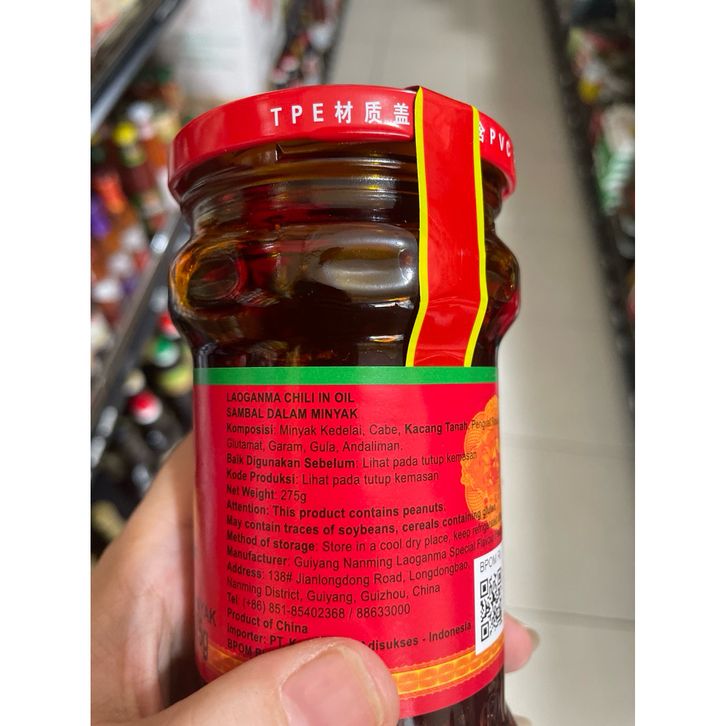 TPE材质盖
PVC
LAOGANMA CHILI IN OIL
SAMBAL DALAM MINYAK
Komposisi: Minyak Kedelai, Cabe, Kacang Tanah,
Glutamat, Garam, Gula, Andaliman.
Baik Digunakan Sebelum: Lihat pada tutup kemasan
Kode Produksi: Lihat pada tutup kemasan
Net Weight: 275g
Attention: This product contains peanuts.
May contain traces of soybeans, cereals containing gluten.
Method of storage: Store in a cool dry place, keep
Manufacturer: Guiyang Nanming Laoganma Special
Address: 138# Jianlongdong Road, Longdongbao,
Nanming District, Guiyang, Guizhou, China
Tel: (+86) 851-85402368 / 88633000
Product of China
Importer: PT. - Indonesia
BPOM
BPOM